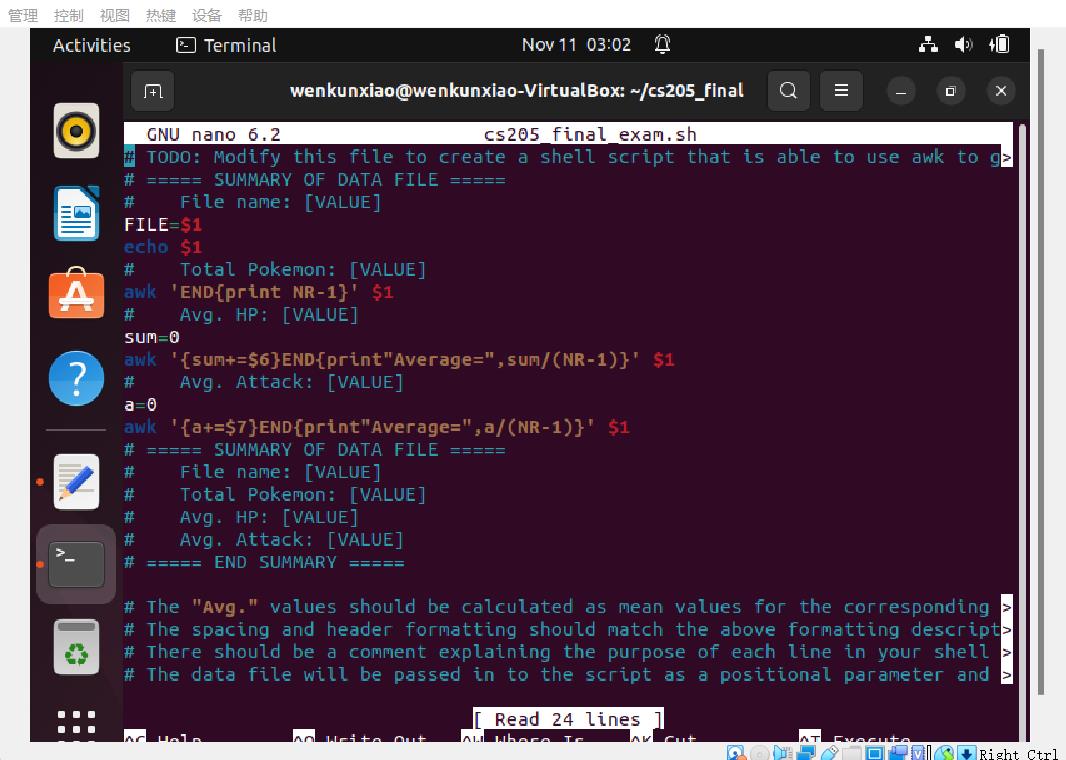 管理 控制 视图 热键 设备 帮助
Activities Terminal Nov 11 03:02
wenkunxiao@wenkunxiao-VirtualBox: ~/cs205_final
GNU nano 6.2 cs205_final_exam.sh
# TODO: Modify this file to create a shell script that is able to use awk to g>
# ===== SUMMARY OF DATA FILE =====
#    File name: [VALUE]
FILE=$1
echo $1
#    Total Pokemon: [VALUE]
awk 'END{print NR-1}' $1
#    Avg. HP: [VALUE]
sum=0
awk '{sum+=$6}END{print"Average=",sum/(NR-1)}' $1
#    Avg. Attack: [VALUE]
a=0
awk '{a+=$7}END{print"Average=",a/(NR-1)}' $1
# ===== SUMMARY OF DATA FILE =====
#    File name: [VALUE]
#    Total Pokemon: [VALUE]
#    Avg. HP: [VALUE]
#    Avg. Attack: [VALUE]
# ===== END SUMMARY =====
# The "Avg." values should be calculated as mean values for the corresponding >
# The spacing and header formatting should match the above formatting descript>
# There should be a comment explaining the purpose of each line in your shell >
# The data file will be passed in to the script as a positional parameter and >
[ Read 24 lines ]
^G Help ^O Write Out ^W Where Is ^K Cut ^T Execute
Right Ctrl